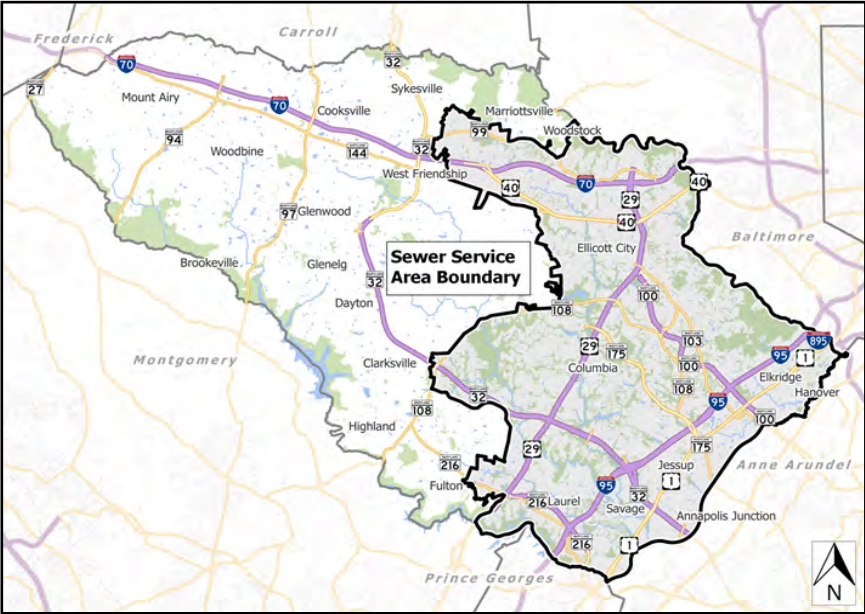 Frederick
Carroll
70
32
27
Mount Airy
Sykesville
70
Cooksville
Marriottsville
99
Woodstock
94
Woodbine
144
32
West Friendship
70
40
40
29
97
Glenwood
40
Baltimore
Ellicott City
Sewer Service
Area Boundary
Brookeville
Glenelg
32
100
Dayton
108
895
103
29
175
95
1
Montgomery
Clarksville
100
Columbia
Elkridge
108
Hanover
32
95
108
100
Highland
175
29
216
Jessup
Anne Arundel
Fulton
95
1
32
216
Laurel
Savage
Annapolis Junction
216
1
Prince Georges
N